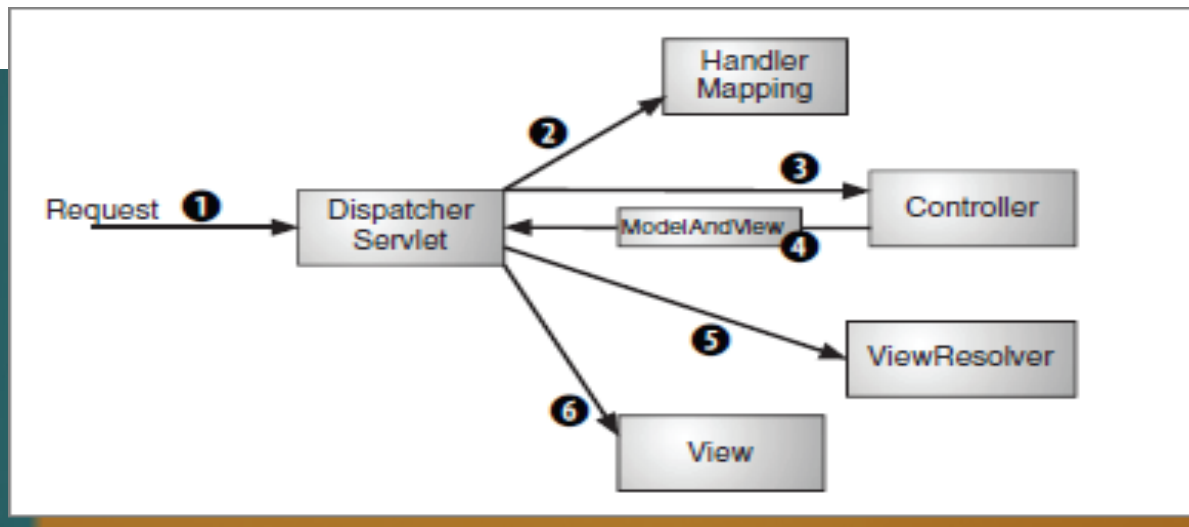 Handler
Mapping
2
3
Request 1
Dispatcher
Servlet
Controller
ModelAndView
4
5
ViewResolver
6
View